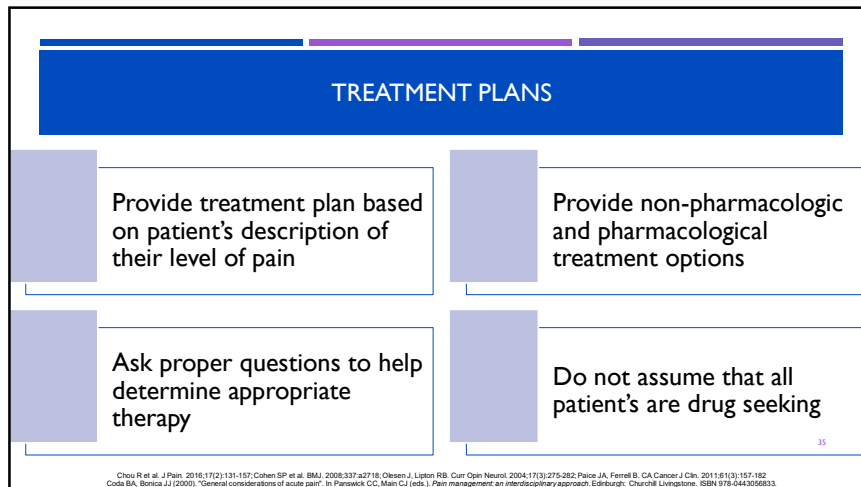 TREATMENT PLANS
Provide treatment plan based
on patient's description of
their level of pain
Provide non-pharmacologic
and pharmacological
treatment options
Ask proper questions to help
determine appropriate
therapy
Do not assume that all
patient's are drug seeking
35
Chou R et al. J Pain. 2016;17(2):131-157; Cohen SP et al. BMJ. 2008;337:a2718; Olesen J, Lipton RB. Curr Opin Neurol. 2004;17(3):275-282; Paice JA, Ferrell B. CA Cancer J Clin. 2011;61(3):157-182
Coda BA, Bonica JJ (2000). "General considerations of acute pain". In Panswick CC, Main CJ (eds.). Pain management: an interdisciplinary approach. Edinburgh: Churchill Livingstone. ISBN 978-0443056833.